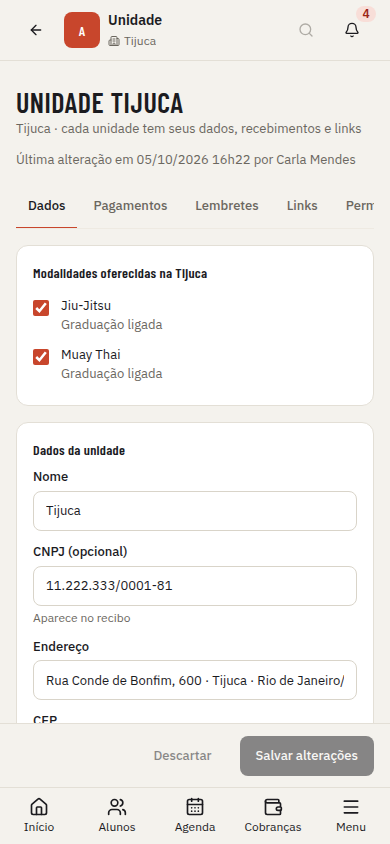 A
Unidade
Tijuca
4
UNIDADE TIJUCA
Tijuca · cada unidade tem seus dados, recebimentos e links
Última alteração em 05/10/2026 16h22 por Carla Mendes
Dados Pagamentos Lembretes Links Perm
Modalidades oferecidas na Tijuca
Jiu-Jitsu
Graduação ligada
Muay Thai
Graduação ligada
Dados da unidade
Nome
Tijuca
CNPJ (opcional)
11.222.333/0001-81
Aparece no recibo
Endereço
Rua Conde de Bonfim, 600 · Tijuca · Rio de Janeiro/
CEP
Descartar Salvar alterações
Início Alunos Agenda Cobranças Menu